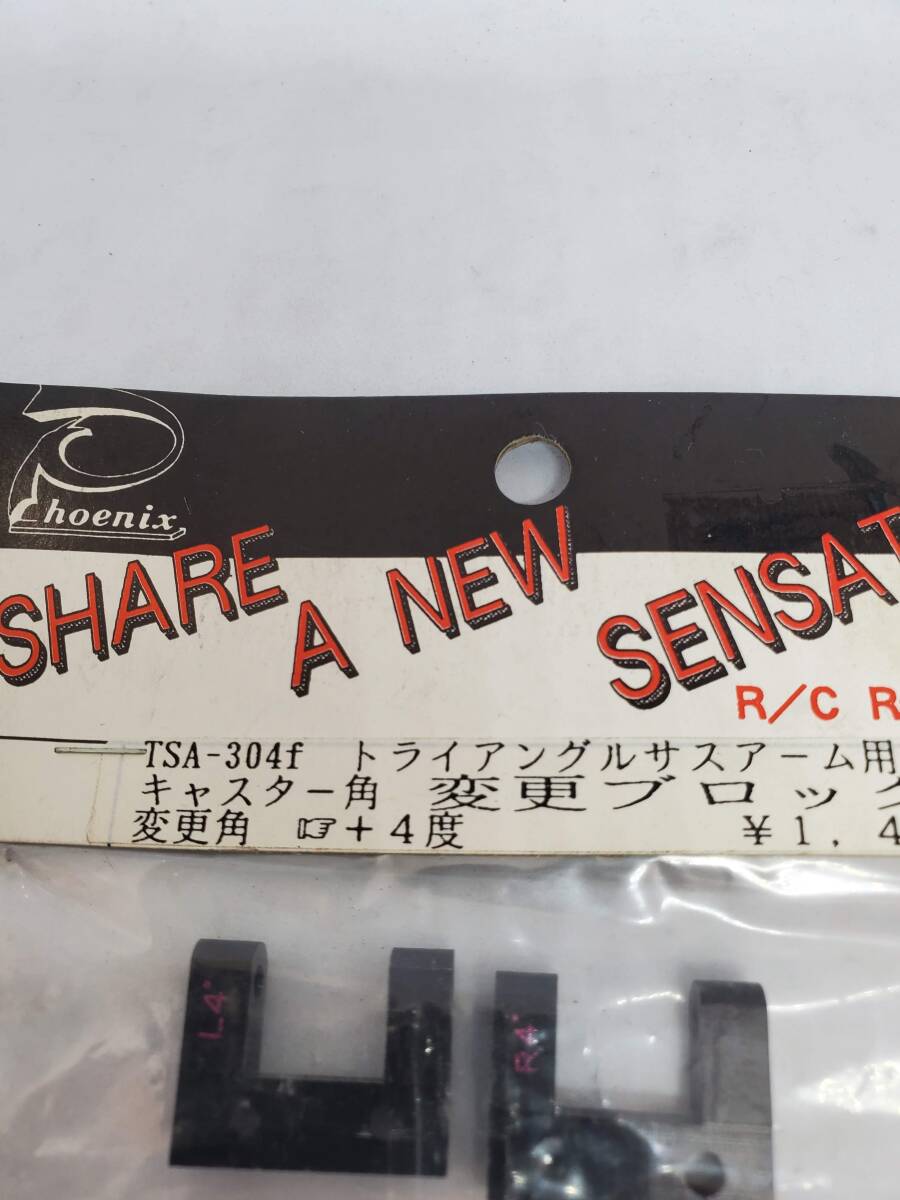 Phoenix
SHARE A NEW SENSAT
R/C R
TSA-304f トライアングルサスアーム用
キャスター角 変更ブロック
変更角 ☞+4度 ¥1,4
L4°
R4°